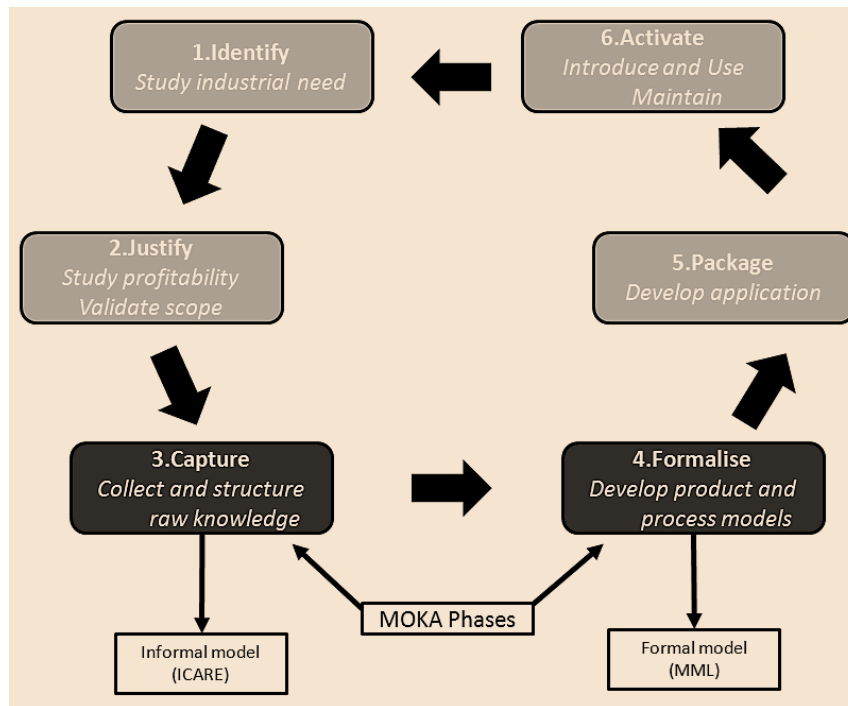 1.Identify
Study industrial need
6.Activate
Introduce and Use
Maintain
2.Justify
Study profitability
Validate scope
5.Package
Develop application
3.Capture
Collect and structure
raw knowledge
4.Formalise
Develop product and
process models
MOKA Phases
Informal model
(ICARE)
Formal model
(MML)